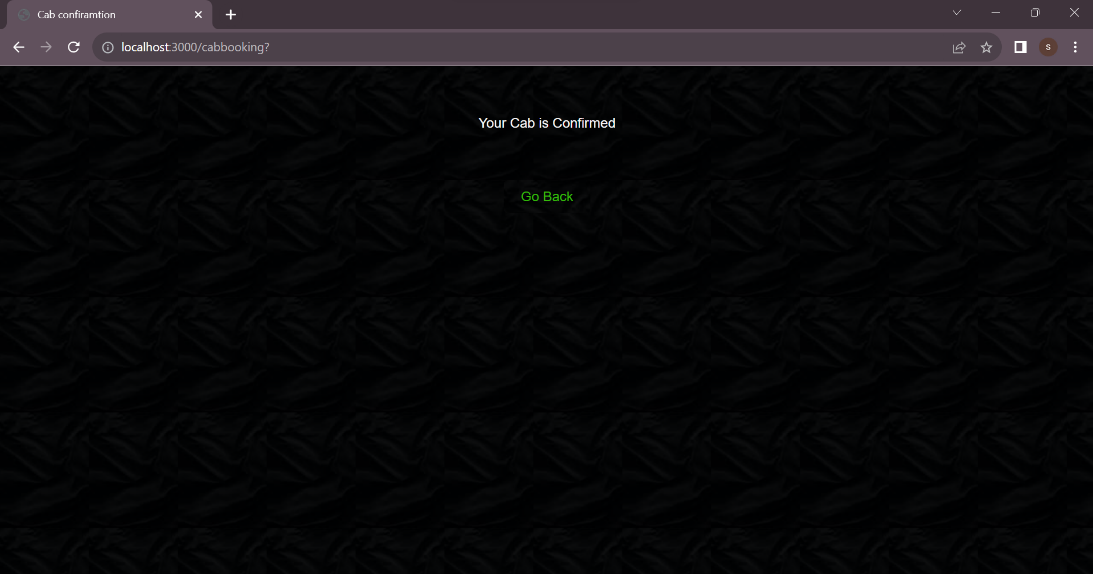 Cab confiramtion
localhost:3000/cabbooking?
S
Your Cab is Confirmed
Go Back